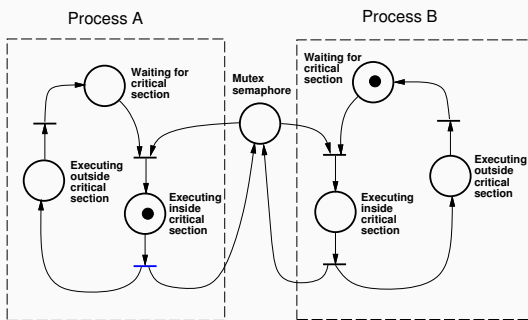 Process A
Process B
Waiting for
critical
section
Mutex
semaphore
Waiting for
critical
section
Executing
outside
critical
section
Executing
inside
critical
section
Executing
inside
critical
section
Executing
outside
critical
section